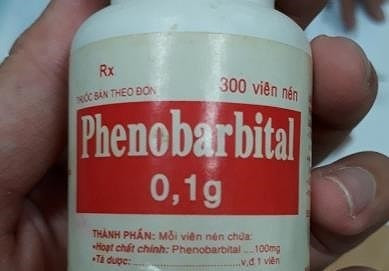 Rx
THUỐC BÁN THEO ĐƠN
300 viên nén
Phenobarbital
0,1g
THÀNH PHẦN: Mỗi viên nén chứa:
•Hoạt chất chính: Phenobarbital ....100mg
•Tá dược:..............................v,đ.1 viên